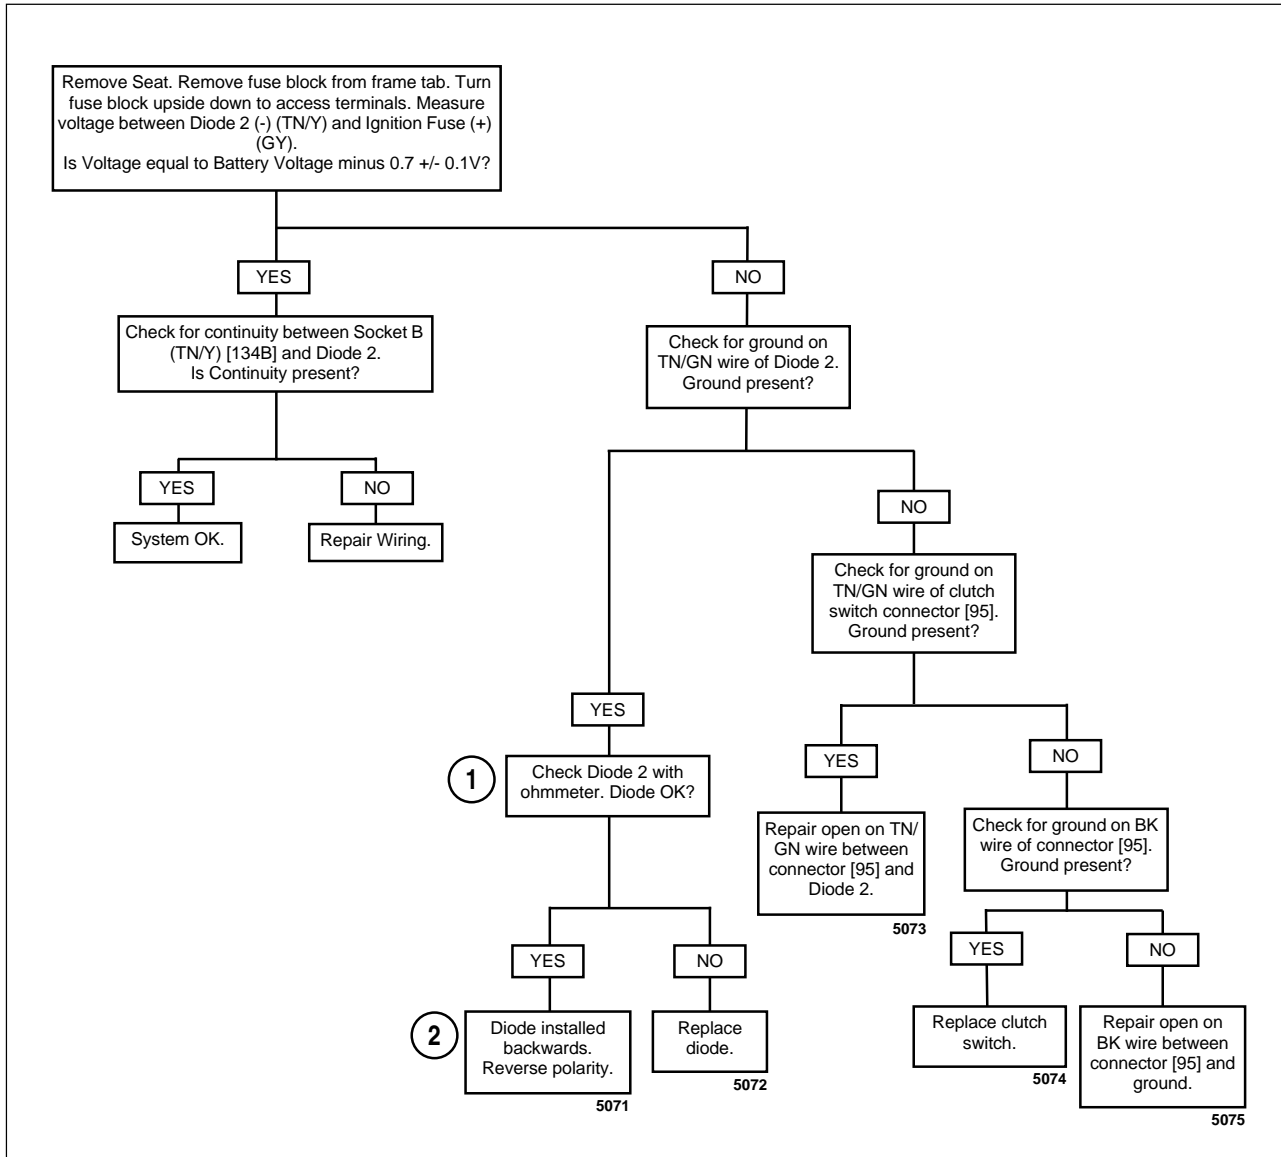 Remove Seat. Remove fuse block from frame tab. Turn
fuse block upside down to access terminals. Measure
voltage between Diode 2 (-) (TN/Y) and Ignition Fuse (+)
(GY).
Is Voltage equal to Battery Voltage minus 0.7 +/- 0.1V?
YES
NO
Check for continuity between Socket B
(TN/Y) [134B] and Diode 2.
Is Continuity present?
Check for ground on
TN/GN wire of Diode 2.
Ground present?
YES
NO
System OK.
Repair Wiring.
NO
Check for ground on
TN/GN wire of clutch
switch connector [95].
Ground present?
YES
1
Check Diode 2 with
ohmmeter. Diode OK?
YES
NO
Repair open on TN/
GN wire between
connector [95] and
Diode 2.
5073
Check for ground on BK
wire of connector [95].
Ground present?
YES
NO
YES
NO
2
Diode installed
backwards.
Reverse polarity.
5071
Replace
diode.
5072
Replace clutch
switch.
5074
Repair open on
BK wire between
connector [95] and
ground.
5075